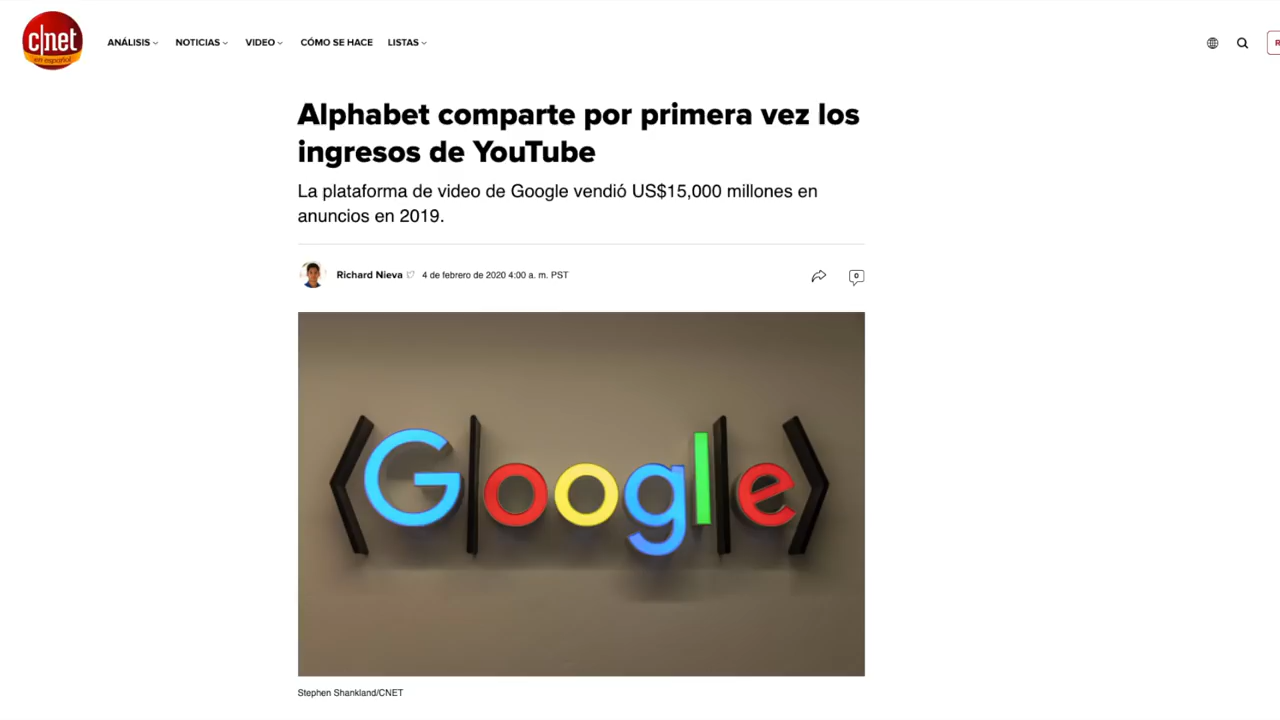 c|net
en español
ANÁLISIS
NOTICIAS
VIDEO
CÓMO SE HACE
LISTAS
R
Alphabet comparte por primera vez los
ingresos de YouTube
La plataforma de video de Google vendió US$15,000 millones en
anuncios en 2019.
Richard Nieva 4 de febrero de 2020 4:00 a. m. PST
0
Google
Stephen Shankland/CNET